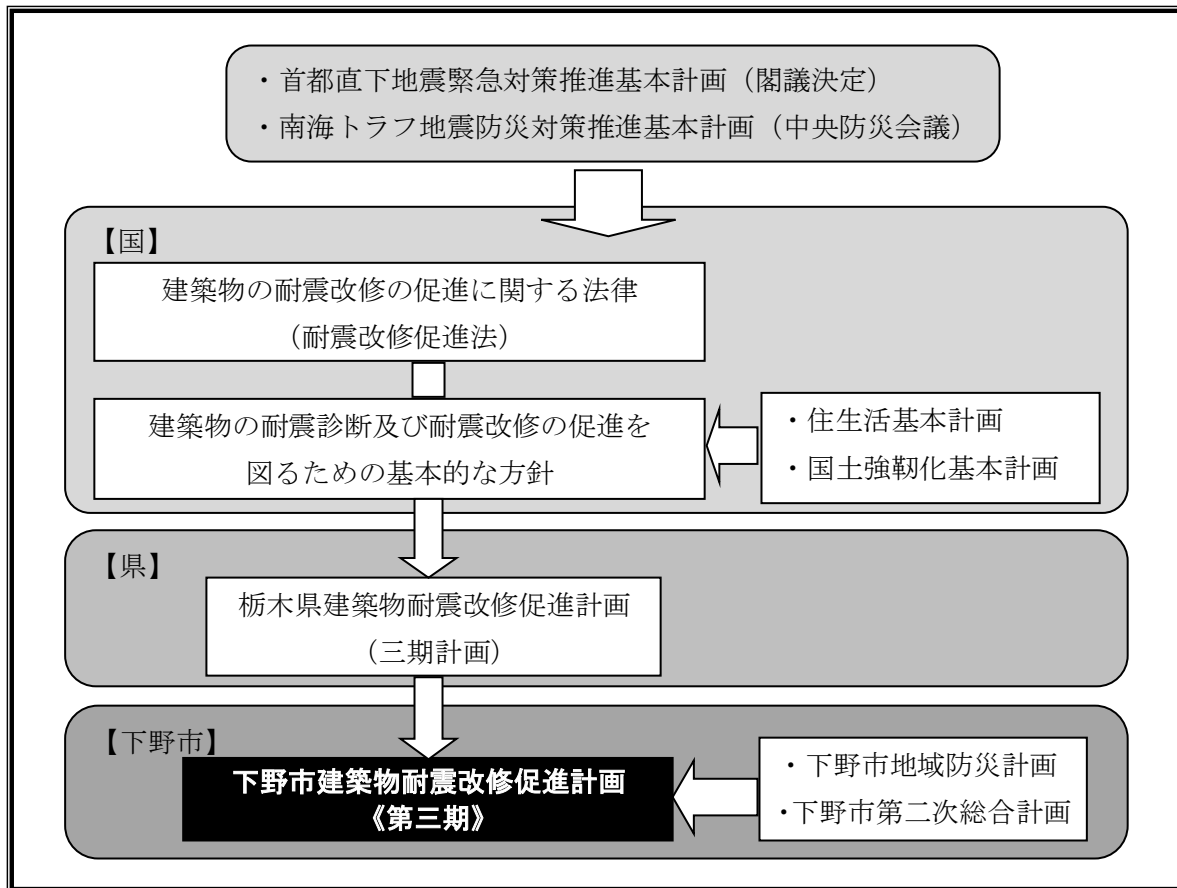 ・首都直下地震緊急対策推進基本計画（閣議決定）
・南海トラフ地震防災対策推進基本計画（中央防災会議）
【国】
建築物の耐震改修の促進に関する法律
（耐震改修促進法）
建築物の耐震診断及び耐震改修の促進を
図るための基本的な方針
・住生活基本計画
・国土強靭化基本計画
【県】
栃木県建築物耐震改修促進計画
（三期計画）
【下野市】
下野市建築物耐震改修促進計画
《第三期》
・下野市地域防災計画
・下野市第二次総合計画